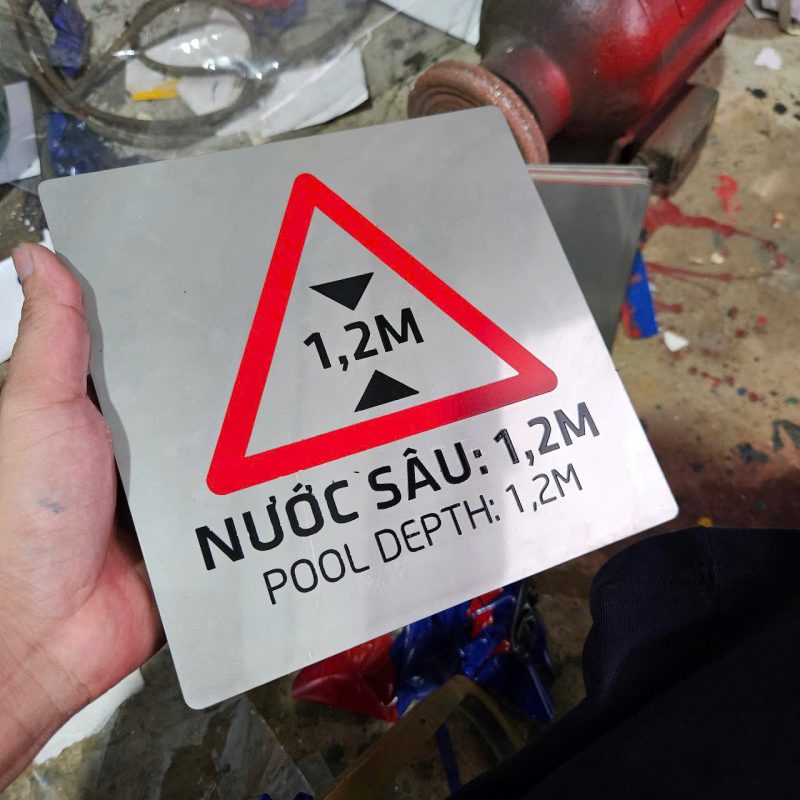 1,2M
NƯỚC SÂU: 1,2M
POOL DEPTH: 1,2M